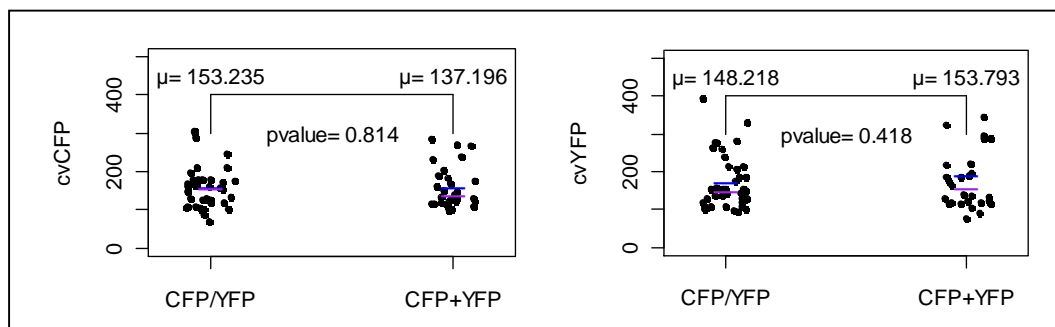 cvCFP
400
200
0
μ= 153.235
μ= 137.196
pvalue= 0.814
CFP/YFP
CFP+YFP
cvYFP
400
200
0
μ= 148.218
μ= 153.793
pvalue= 0.418
CFP/YFP
CFP+YFP